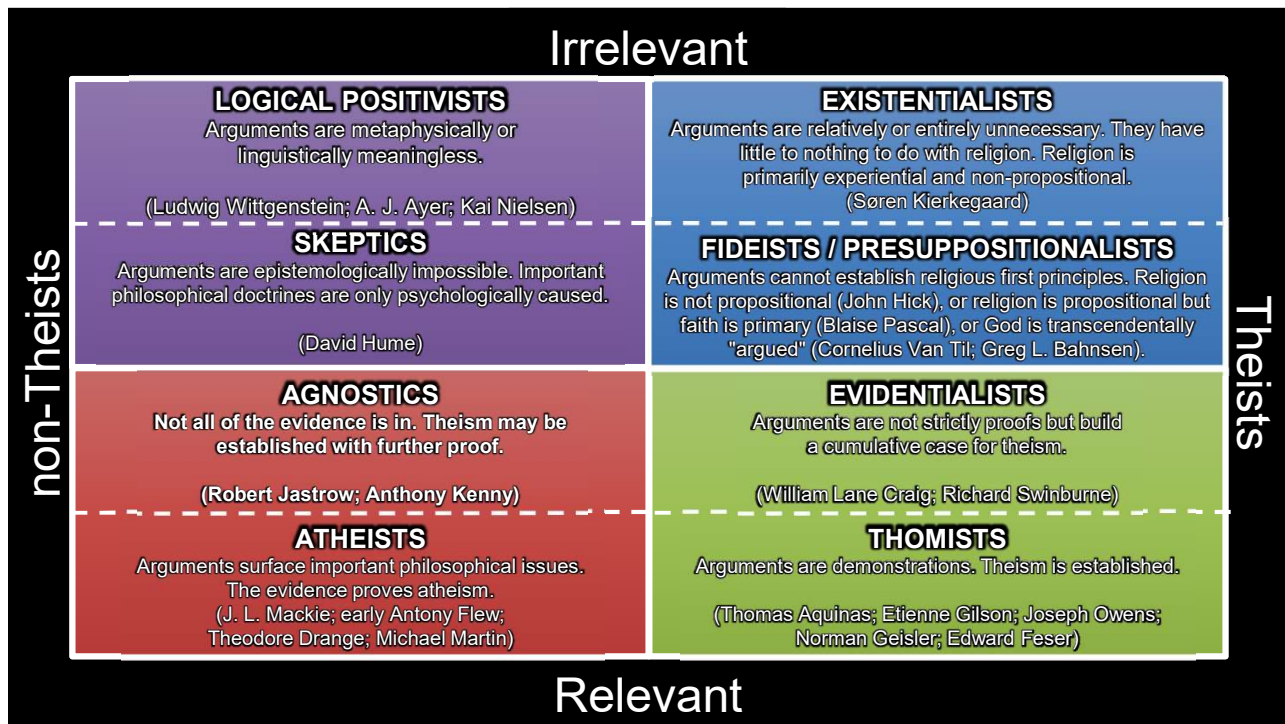 Irrelevant
non-Theists
LOGICAL POSITIVISTS
Arguments are metaphysically or
linguistically meaningless.
(Ludwig Wittgenstein; A. J. Ayer; Kai Nielsen)
SKEPTICS
Arguments are epistemologically impossible. Important
philosophical doctrines are only psychologically caused.
(David Hume)
EXISTENTIALISTS
Arguments are relatively or entirely unnecessary. They have
little to nothing to do with religion. Religion is
primarily experiential and non-propositional.
(Søren Kierkegaard)
FIDEISTS / PRESUPPOSITIONALISTS
Arguments cannot establish religious first principles. Religion
is not propositional (John Hick), or religion is propositional but
faith is primary (Blaise Pascal), or God is transcendentally
"argued" (Cornelius Van Til; Greg L. Bahnsen).
AGNOSTICS
Not all of the evidence is in. Theism may be
established with further proof.
(Robert Jastrow; Anthony Kenny)
ATHEISTS
Arguments surface important philosophical issues.
The evidence proves atheism.
(J. L. Mackie; early Antony Flew;
Theodore Drange; Michael Martin)
EVIDENTIALISTS
Arguments are not strictly proofs but build
a cumulative case for theism.
(William Lane Craig; Richard Swinburne)
THOMISTS
Arguments are demonstrations. Theism is established.
(Thomas Aquinas; Etienne Gilson; Joseph Owens;
Norman Geisler; Edward Feser)
Theists
Relevant